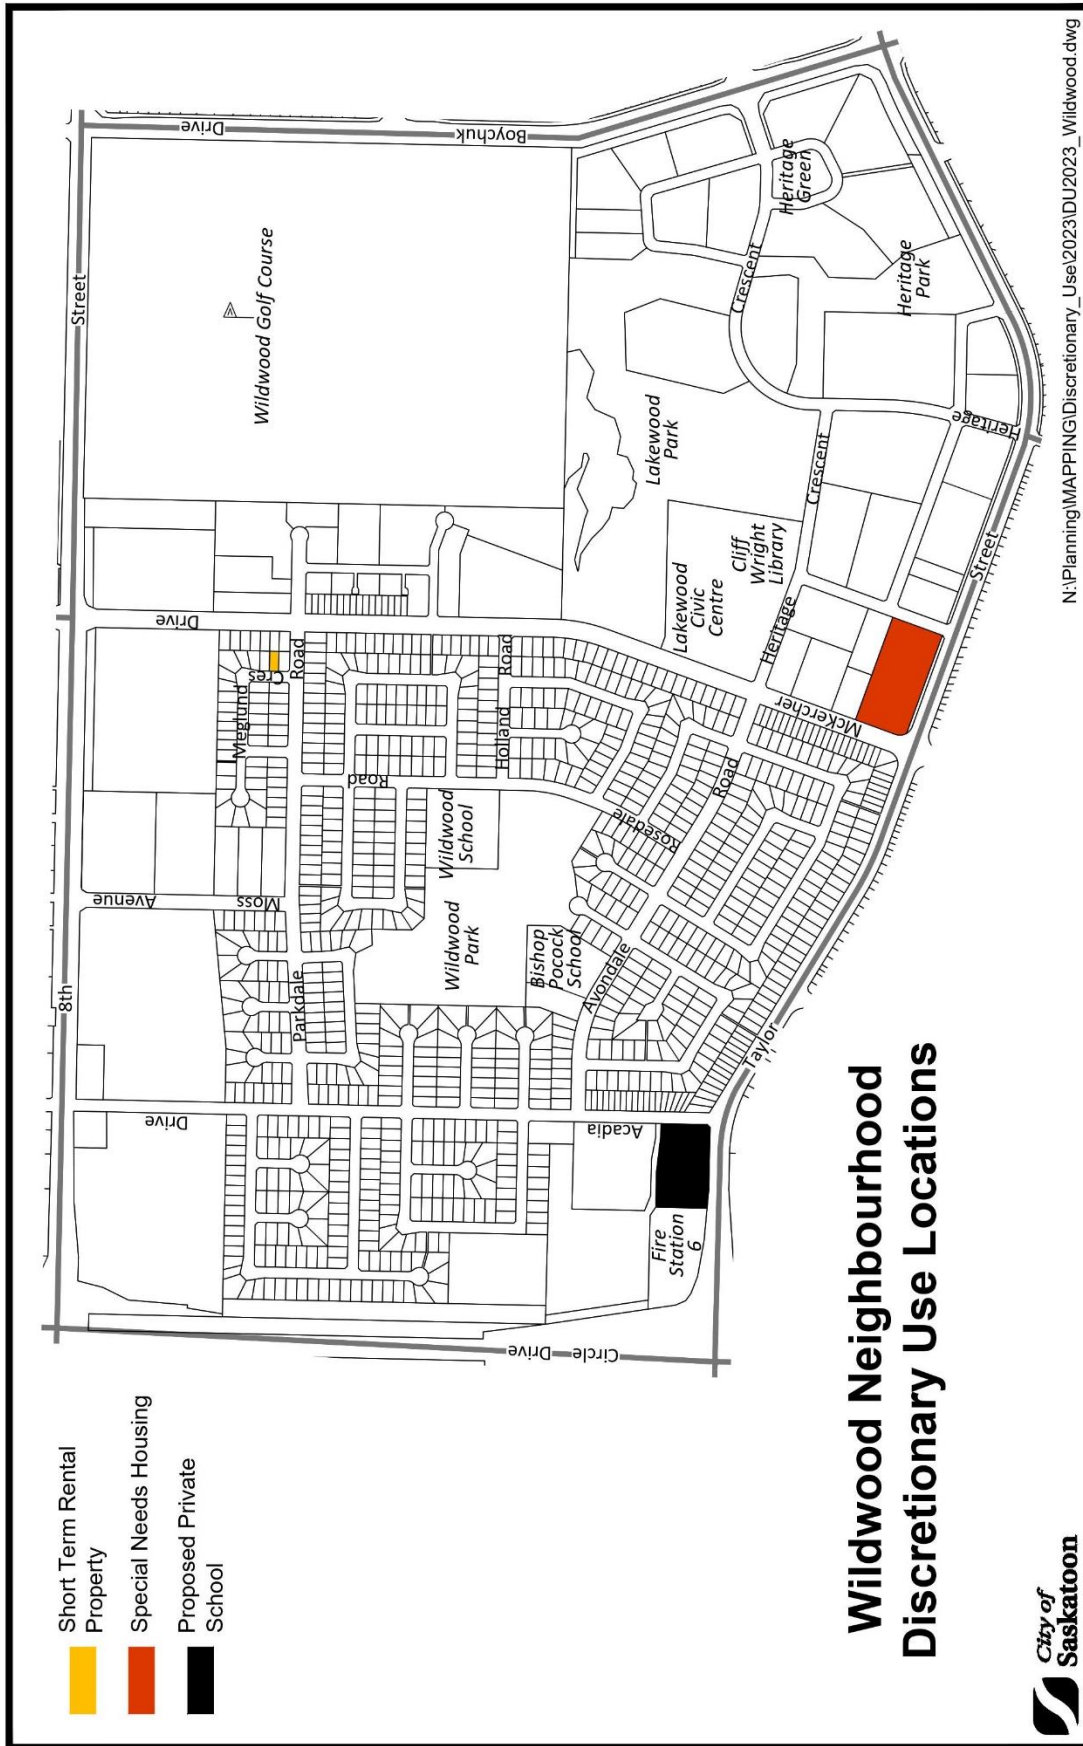 Short Term Rental
Property
Special Needs Housing
Proposed Private
School
Wildwood Neighbourhood
Discretionary Use Locations
City of
Saskatoon
N:\Planning\MAPPING\Discretionary_Use\2023\DU2023_Wildwood.dwg
8th
Street
Circle
Drive
Acadia
Drive
Moss
Avenue
Parkdale
Road
Meglund
Cres
Drive
McKercher
Boychuk
Drive
Wildwood Golf Course
Road
Holland
Road
Rosedale
Wildwood
School
Wildwood
Park
Bishop
Pocock
School
Avondale
Road
Taylor
Street
Fire
Station
6
Lakewood
Park
Lakewood
Civic
Centre
Cliff
Wright
Library
Heritage
Crescent
Heritage
Crescent
Heritage
Green
Heritage
Park